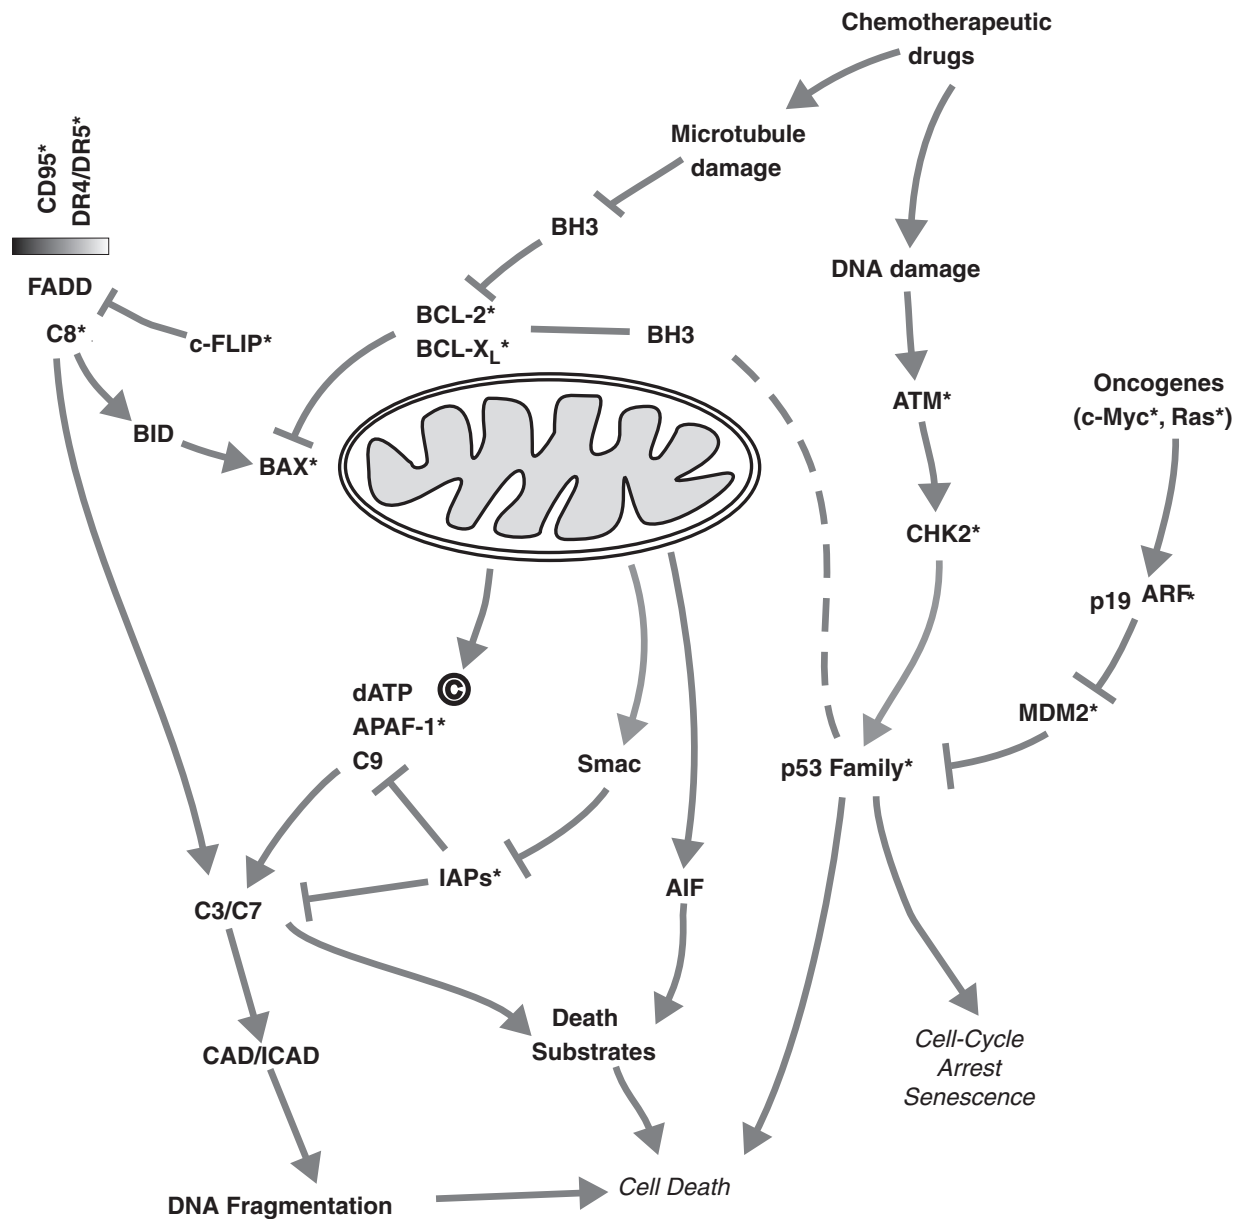 Chemotherapeutic
drugs
Microtubule
damage
CD95*
DR4/DR5*
BH3
DNA damage
FADD
C8*
c-FLIP*
BCL-2*
BCL-XL*
BH3
ATM*
Oncogenes
(c-Myc*, Ras*)
BID
BAX*
CHK2*
p19 ARF*
dATP
©
APAF-1*
C9
MDM2*
Smac
p53 Family*
IAPs*
AIF
C3/C7
Death
Substrates
CAD/ICAD
Cell-Cycle
Arrest
Senescence
DNA Fragmentation
Cell Death